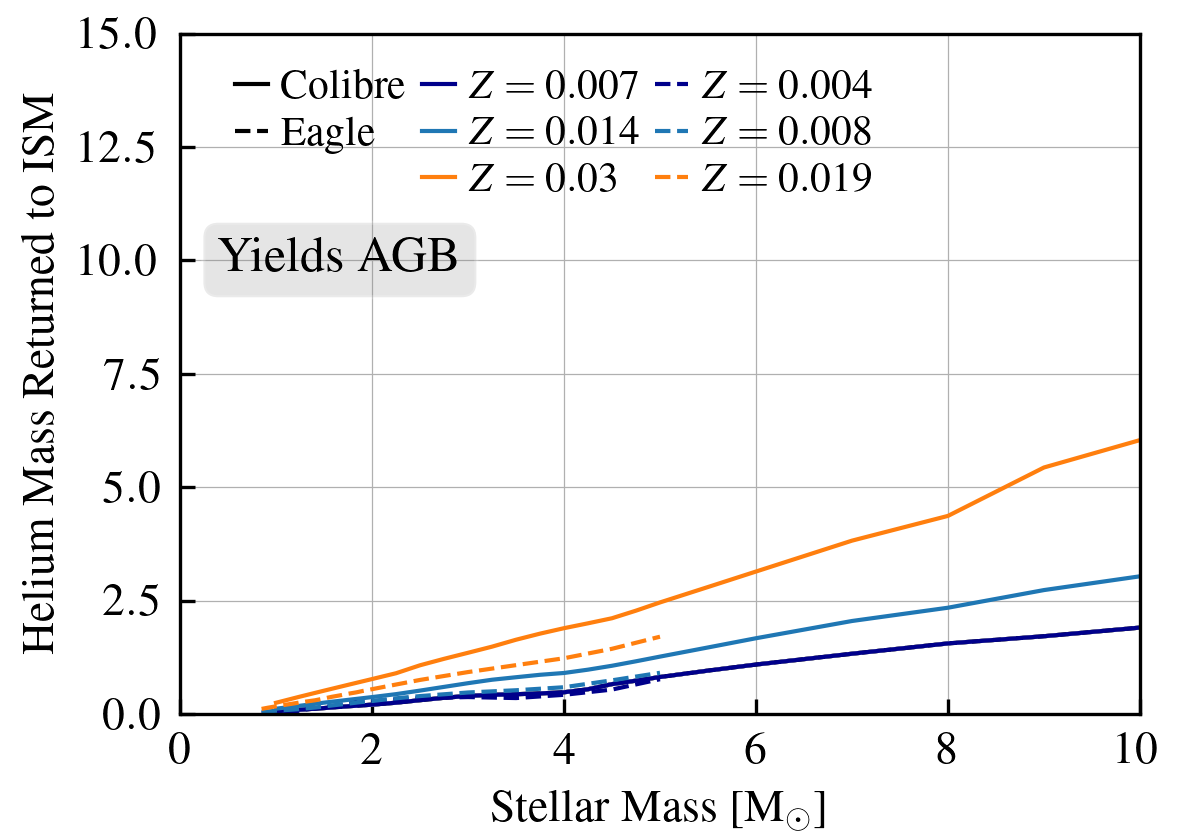 15.0
12.5
10.0
7.5
5.0
2.5
0.0
Helium Mass Returned to ISM
Colibre
Eagle
Z = 0.007
Z = 0.014
Z = 0.03
Z = 0.004
Z = 0.008
Z = 0.019
Yields AGB
0 2 4 6 8 10
Stellar Mass [M☉]